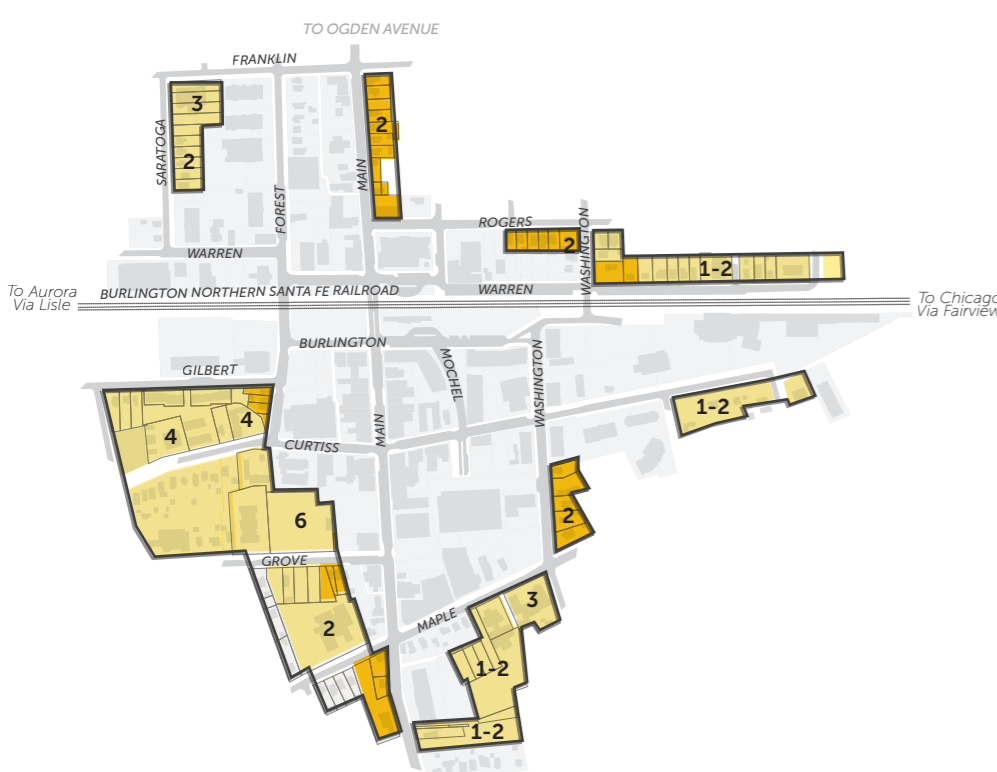 TO OGDEN AVENUE
FRANKLIN
3
SARATOGA
2
FOREST
MAIN
2
ROGERS
2
WASHINGTON
WARREN
1-2
To Aurora
Via Lisle
BURLINGTON NORTHERN SANTA FE RAILROAD
WARREN
To Chicago
Via Fairview
BURLINGTON
MOCHEL
WASHINGTON
GILBERT
4
4
CURTISS
MAIN
1-2
6
2
GROVE
2
MAPLE
3
1-2
1-2